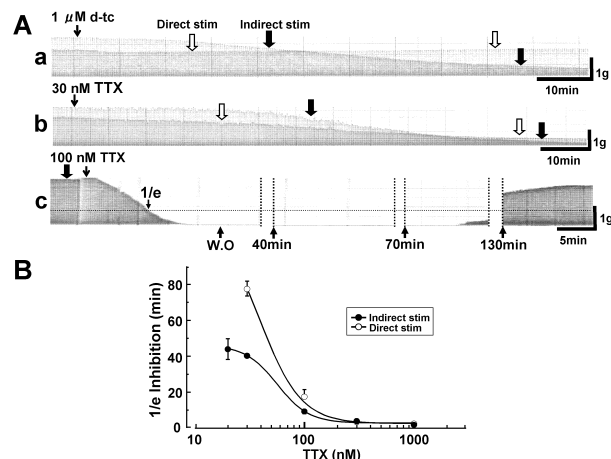 A
1 μM d-tc
Direct stim
Indirect stim
a
1g
10min
30 nM TTX
b
1g
10min
100 nM TTX
1/e
c
1g
W.O
40min
70min
130min
5min
B
1/e Inhibition (min)
80
60
40
20
0
Indirect stim
Direct stim
10
100
1000
TTX (nM)